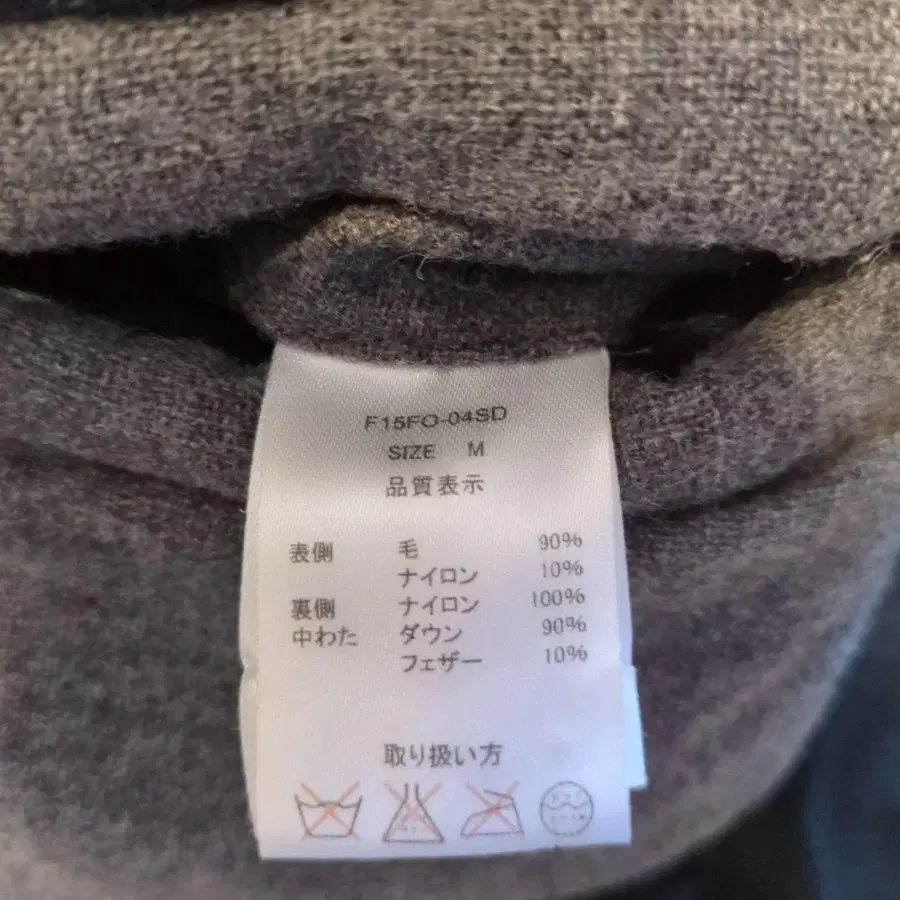 F15FO-04SD
SIZE M
品質表示
表側 毛 90%
ナイロン 10%
裏側 ナイロン 100%
中わた ダウン 90%
フェザー 10%
取り扱い方